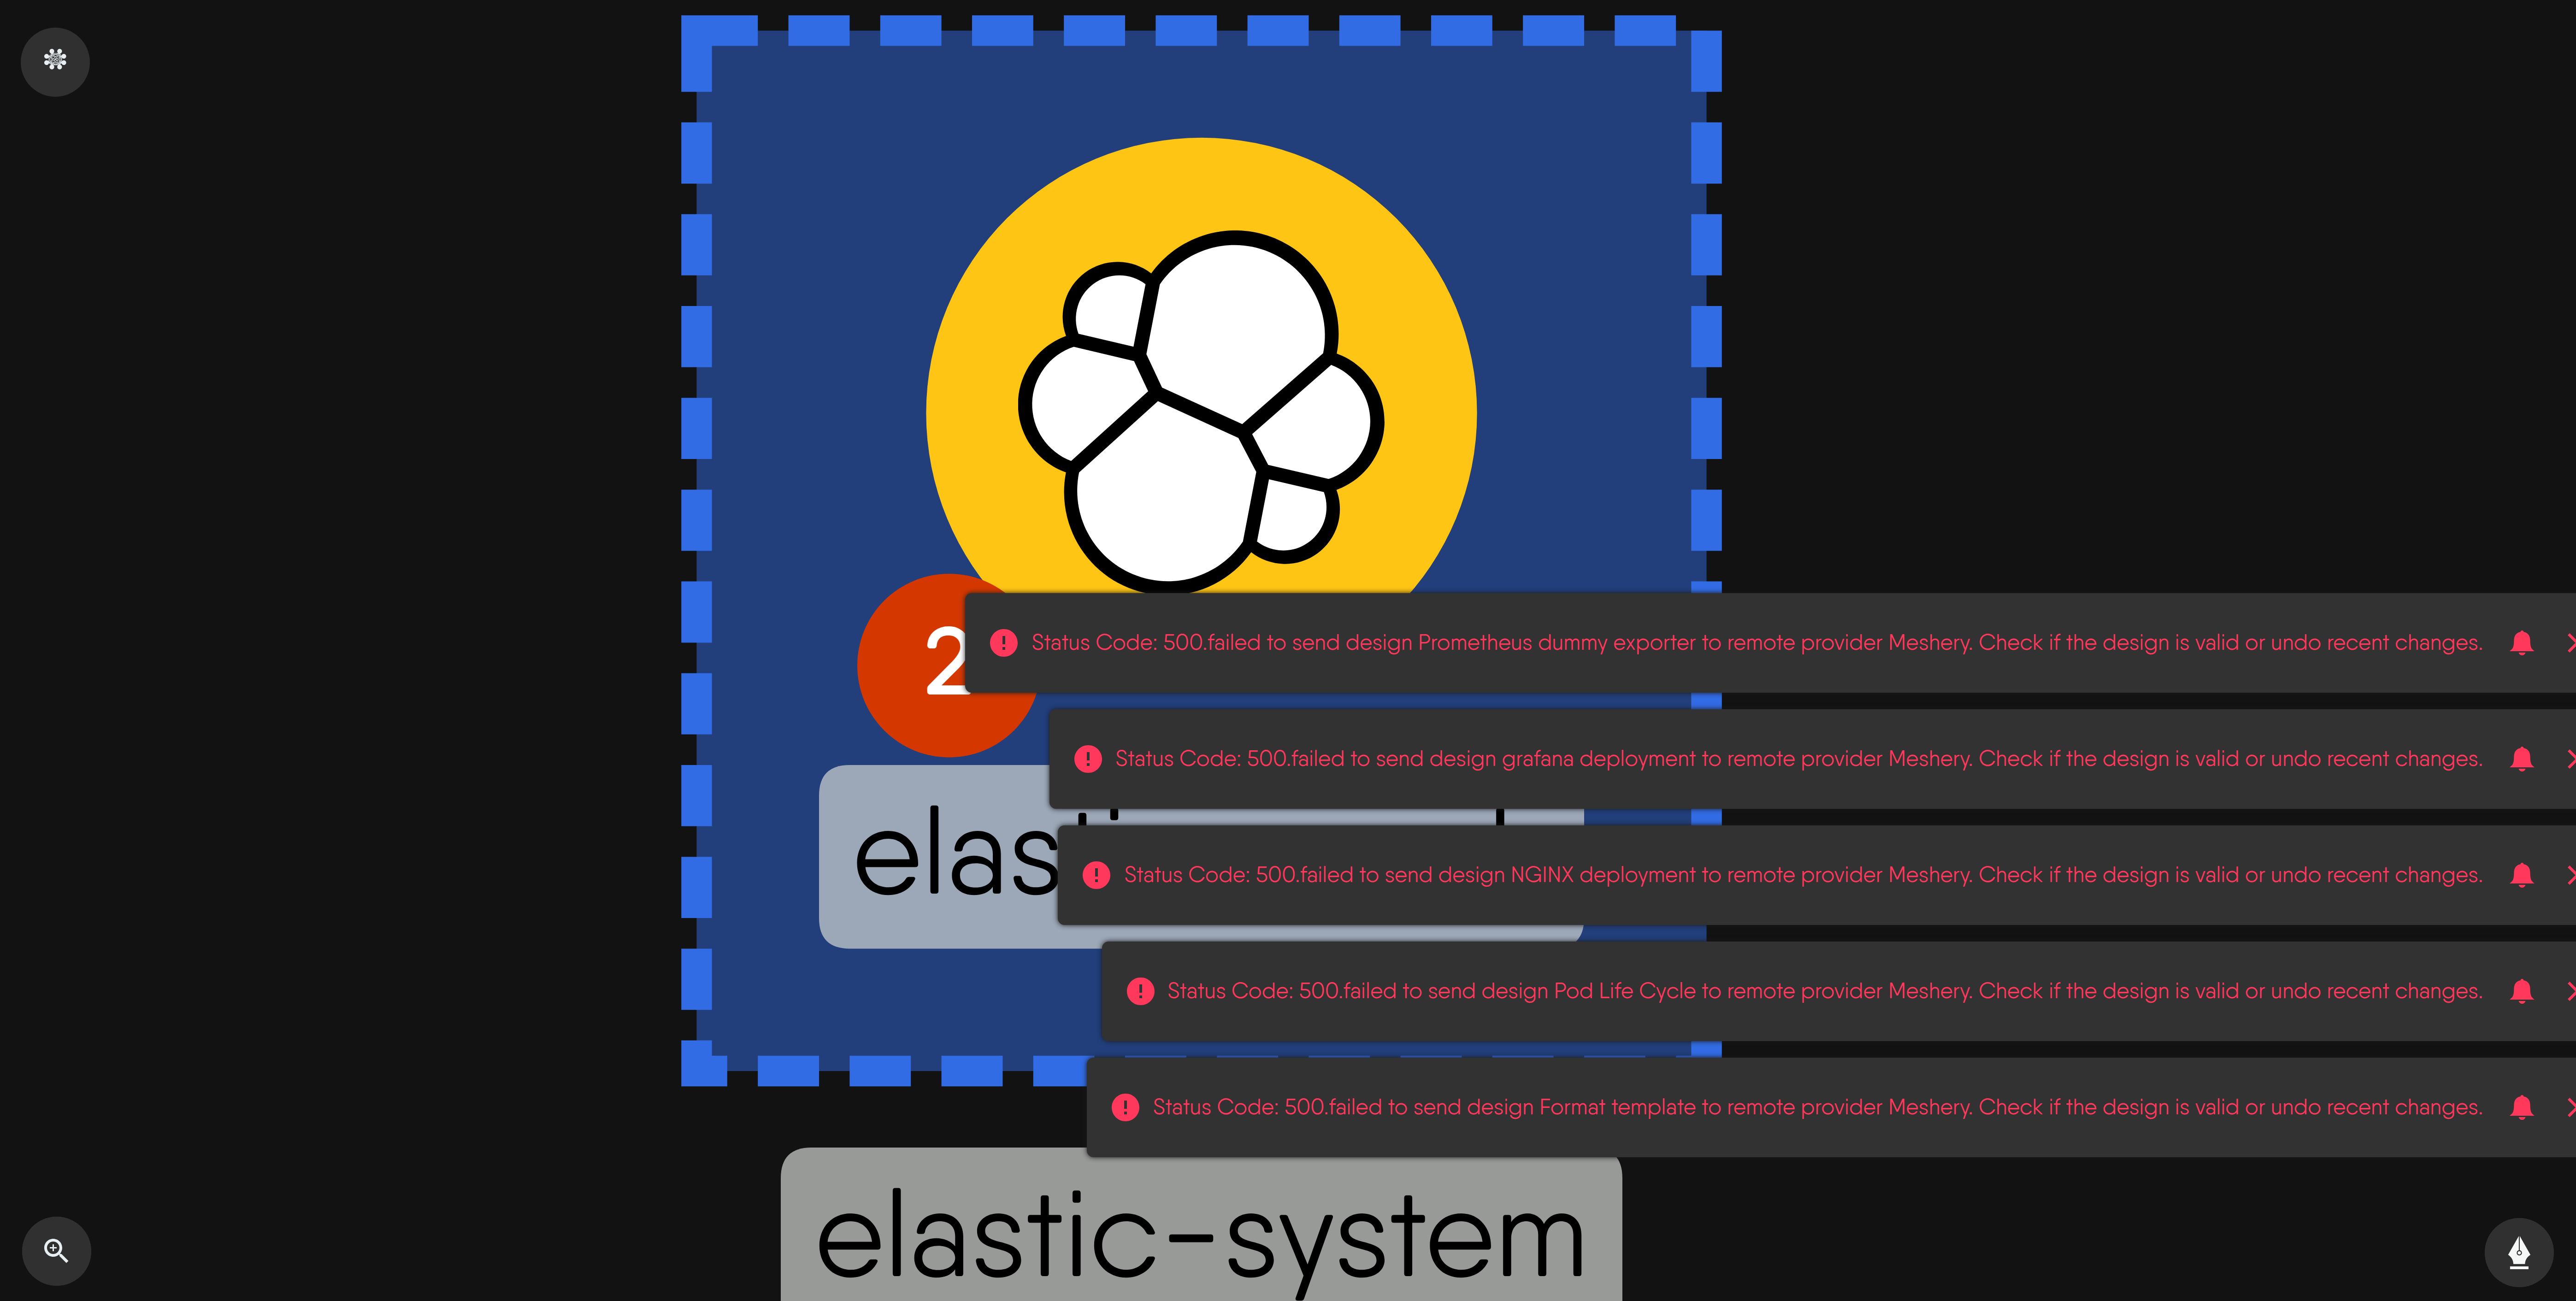 2
Status Code: 500.failed to send design Prometheus dummy exporter to remote provider Meshery. Check if the design is valid or undo recent changes.
Status Code: 500.failed to send design grafana deployment to remote provider Meshery. Check if the design is valid or undo recent changes.
Status Code: 500.failed to send design NGINX deployment to remote provider Meshery. Check if the design is valid or undo recent changes.
Status Code: 500.failed to send design Pod Life Cycle to remote provider Meshery. Check if the design is valid or undo recent changes.
Status Code: 500.failed to send design Format template to remote provider Meshery. Check if the design is valid or undo recent changes.
elastic-system